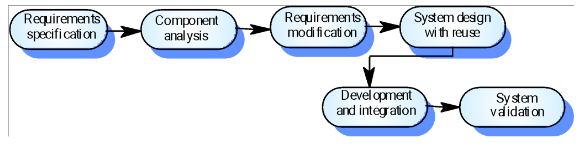 Requirements
specification
Component
analysis
Requirements
modification
System design
with reuse
Development
and integration
System
validation